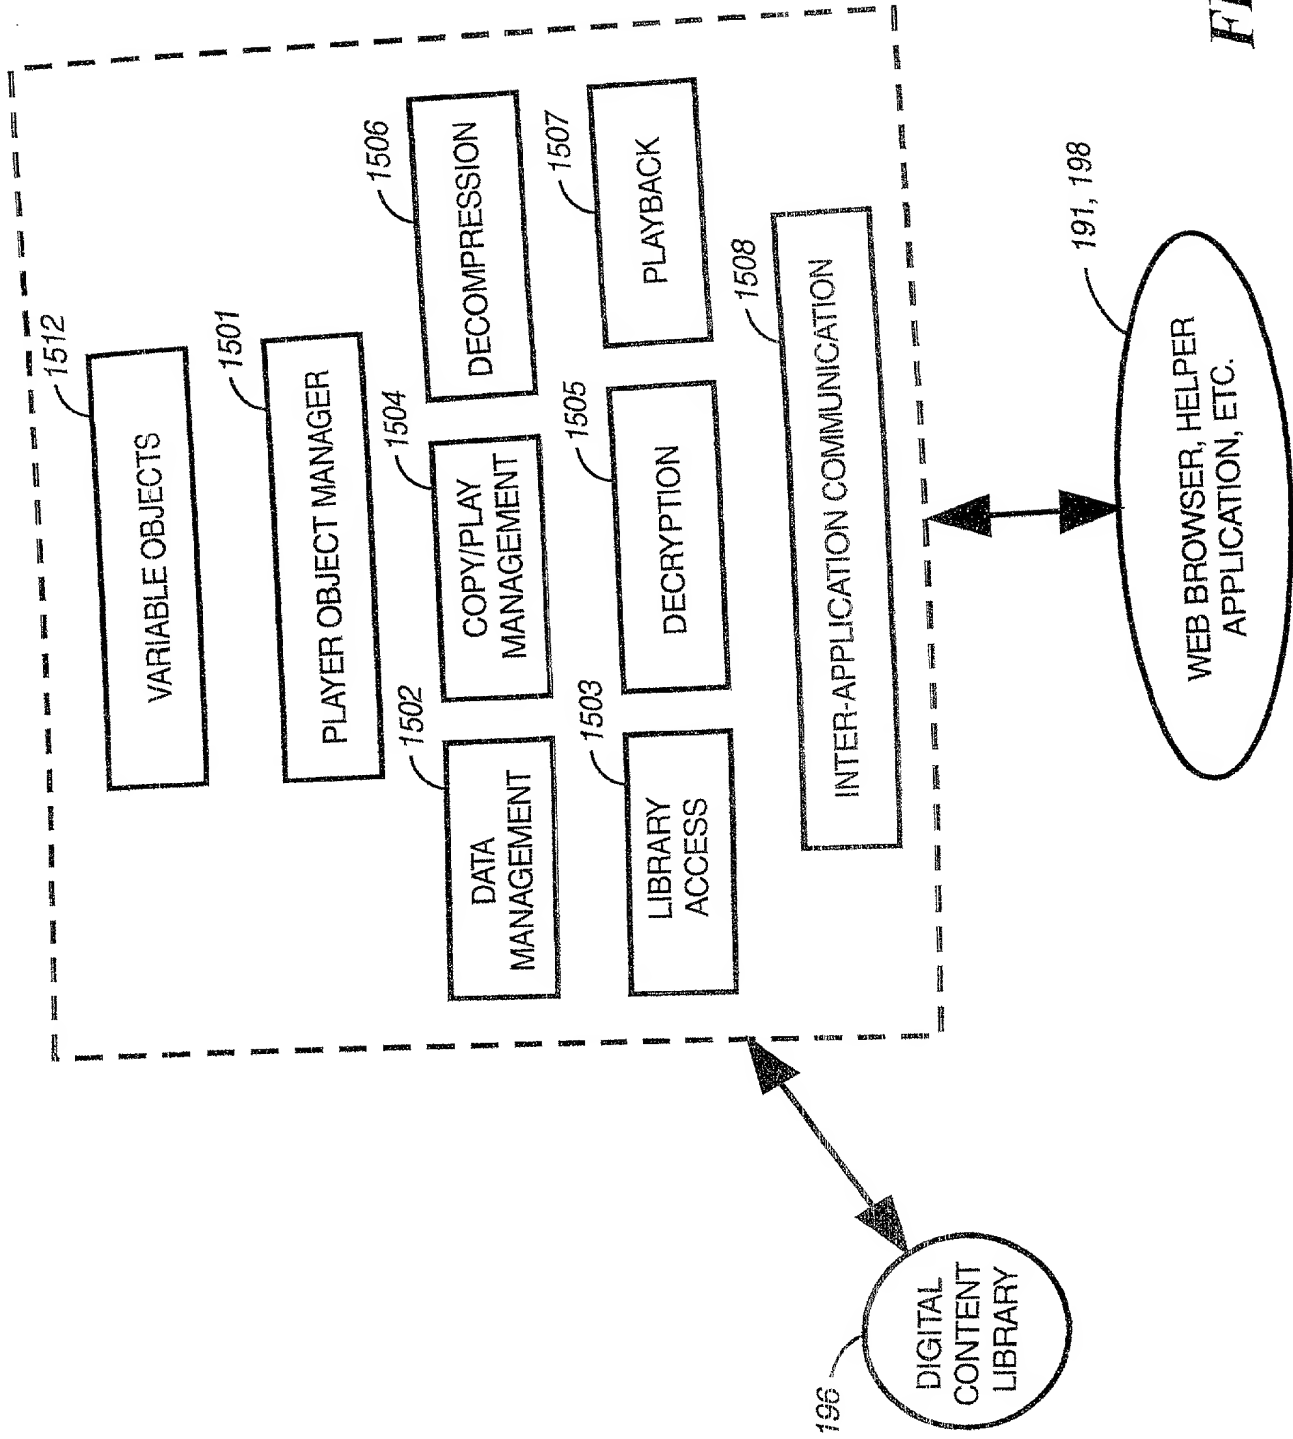 1512
VARIABLE OBJECTS
1501
PLAYER OBJECT MANAGER
1502
DATA
MANAGEMENT
1504
COPY/PLAY
MANAGEMENT
1506
DECOMPRESSION
1503
LIBRARY
ACCESS
1505
DECRYPTION
1507
PLAYBACK
1508
INTER-APPLICATION COMMUNICATION
196
DIGITAL
CONTENT
LIBRARY
191, 198
WEB BROWSER, HELPER
APPLICATION, ETC.